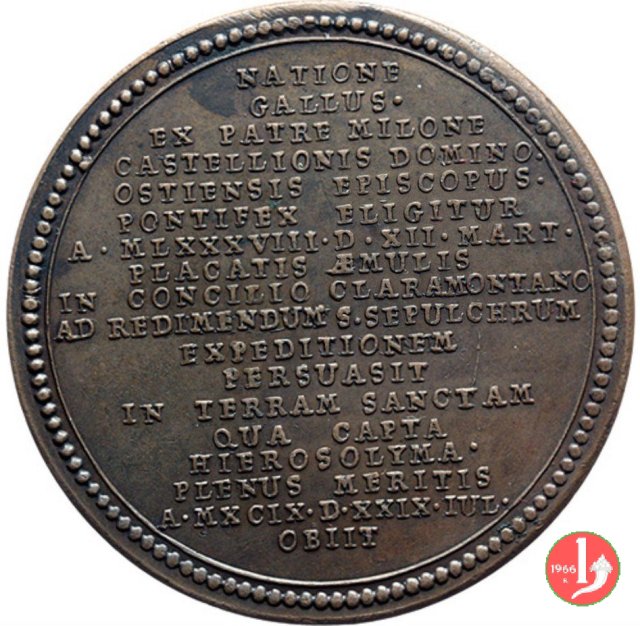 NATIONE
GALLUS·
EX PATRE MILONE
CASTELLIONIS DOMINO·
OSTIENSIS EPISCOPUS·
PONTIFEX ELIGITUR
A·MLXXXVIII·D·XII·MART·
PLACATIS ÆMULIS
IN CONCILIO CLARAMONTANO
AD REDIMENDUM S·SEPULCHRUM
EXPEDITIONEM
PERSUASIT
IN TERRAM SANCTAM
QUA CAPTA
HIEROSOLYMA·
PLENUS MERITIS
A·MXCIX·D·XXIX·IUL·
OBIIT
1966